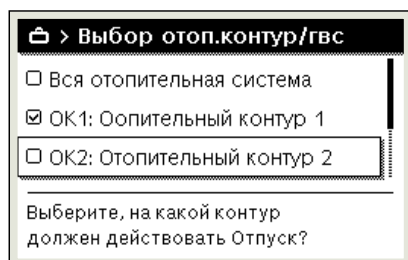 > Выбор отоп.контур/гвс
Вся отопительная система
ОК1: Оопительный контур 1
ОК2: Отопительный контур 2
Выберите, на какой контур
должен действовать Отпуск?